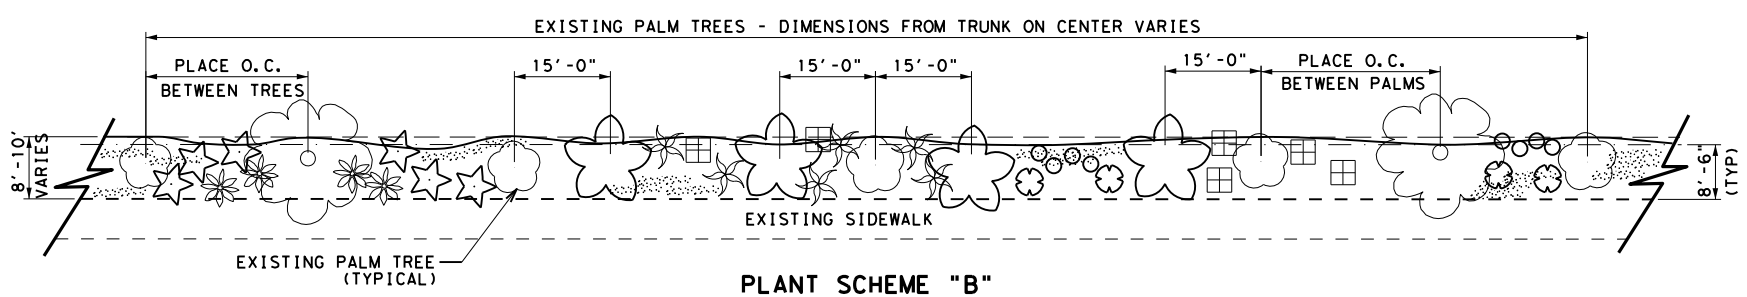 EXISTING PALM TREES - DIMENSIONS FROM TRUNK ON CENTER VARIES
PLACE O.C.
BETWEEN TREES
15'-0"
15'-0"
15'-0"
15'-0"
PLACE O.C.
BETWEEN PALMS
8'-10'
VARIES
8'-6"
(TYP)
EXISTING SIDEWALK
EXISTING PALM TREE
(TYPICAL)
PLANT SCHEME "B"